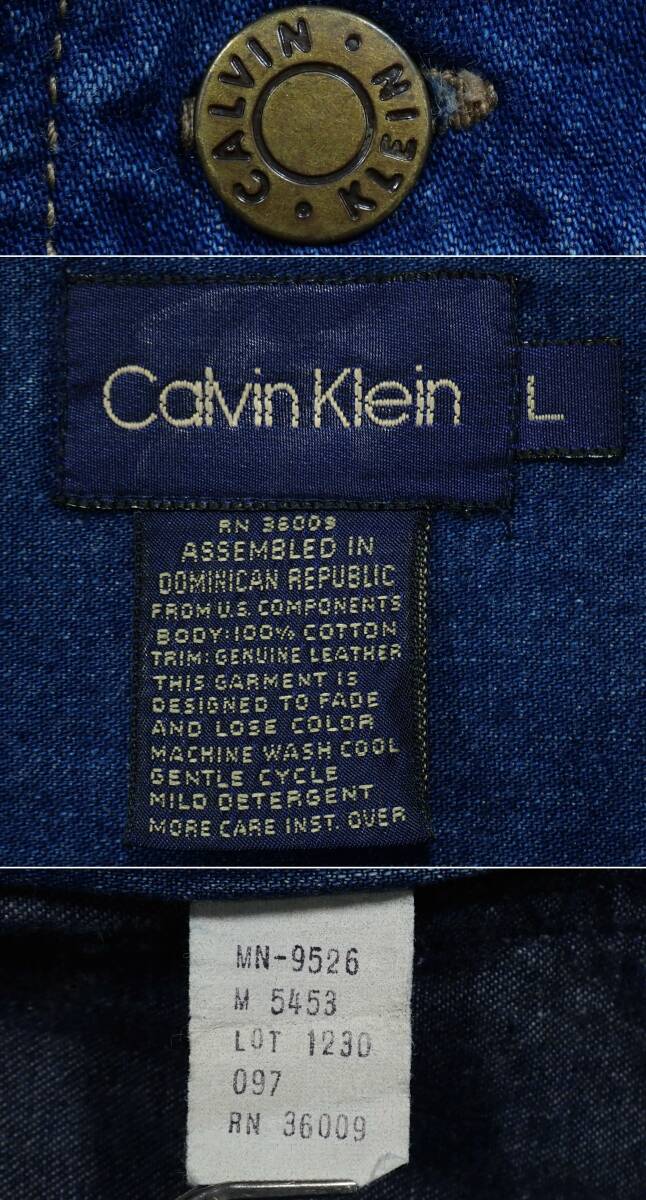 CALVIN • KLEIN •
Calvin Klein
L
RN 36009
ASSEMBLED IN
DOMINICAN REPUBLIC
FROM U.S. COMPONENTS
BODY: 100% COTTON
TRIM: GENUINE LEATHER
THIS GARMENT IS
DESIGNED TO FADE
AND LOSE COLOR
MACHINE WASH COOL
GENTLE CYCLE
MILD DETERGENT
MORE CARE INST. OVER
MN-9526
M 5453
LOT 1230
097
RN 36009